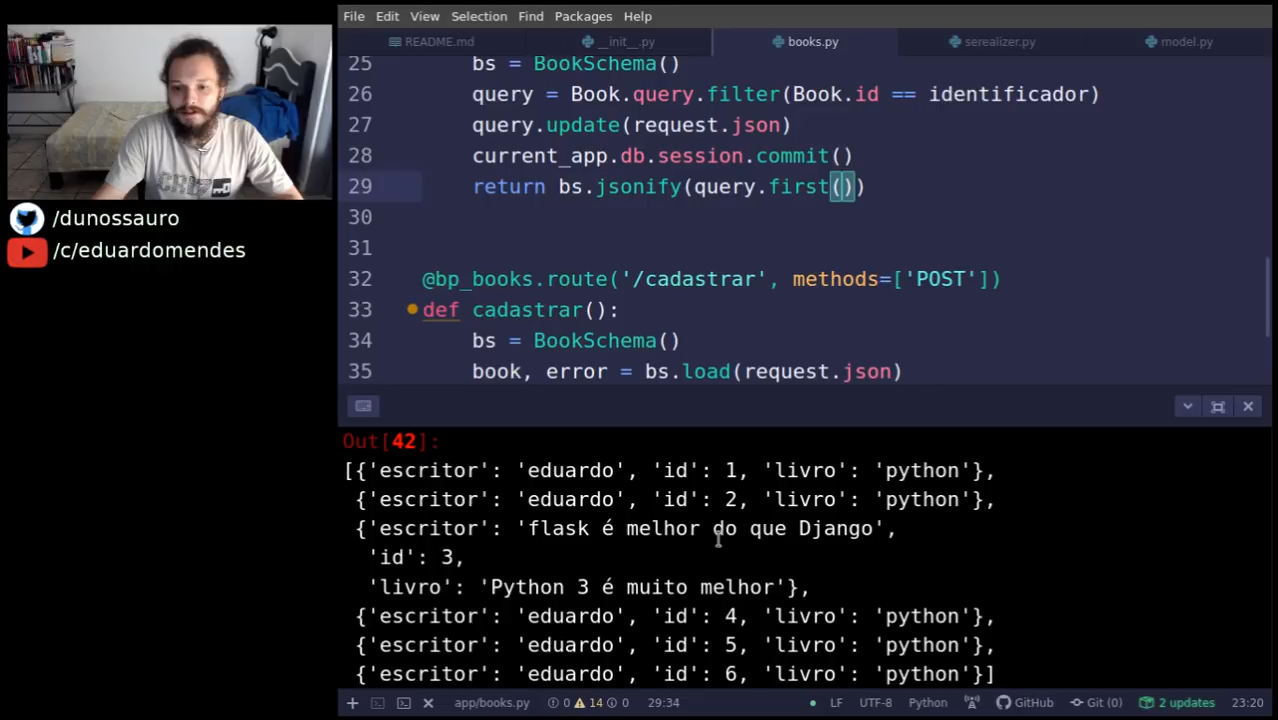 File Edit View Selection Find Packages Help
README.md __init__.py books.py serealizer.py model.py
25 bs = BookSchema()
26 query = Book.query.filter(Book.id == identificador)
27 query.update(request.json)
28 current_app.db.session.commit()
29 return bs.jsonify(query.first())
30
31
32 @bp_books.route('/cadastrar', methods=['POST'])
33 def cadastrar():
34 bs = BookSchema()
35 book, error = bs.load(request.json)
/dunossauro
/c/eduardomendes
Out[42]:
[{'escritor': 'eduardo', 'id': 1, 'livro': 'python'},
{'escritor': 'eduardo', 'id': 2, 'livro': 'python'},
{'escritor': 'flask é melhor do que Django',
'id': 3,
'livro': 'Python 3 é muito melhor'},
{'escritor': 'eduardo', 'id': 4, 'livro': 'python'},
{'escritor': 'eduardo', 'id': 5, 'livro': 'python'},
{'escritor': 'eduardo', 'id': 6, 'livro': 'python'}]
app/books.py 0 14 0 29:34 LF UTF-8 Python GitHub Git (0) 2 updates 23:20